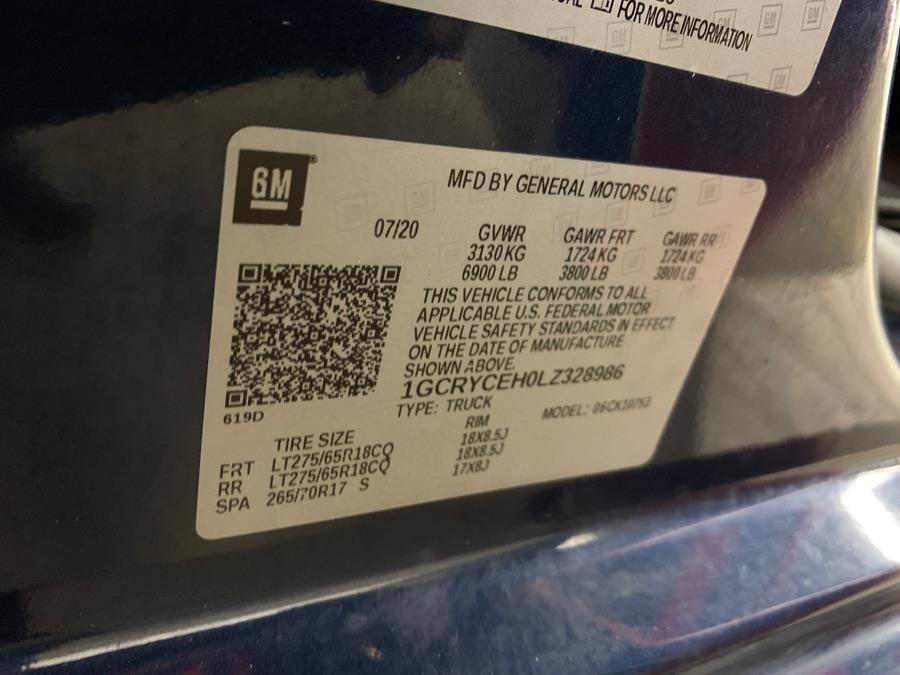 FOR MORE INFORMATION
GM
MFD BY GENERAL MOTORS LLC
07/20 GVWR GAWR FRT GAWR RR
3130 KG 1724 KG 1724 KG
6900 LB 3800 LB 3800 LB
THIS VEHICLE CONFORMS TO ALL
APPLICABLE U.S. FEDERAL MOTOR
VEHICLE SAFETY STANDARDS IN EFFECT
ON THE DATE OF MANUFACTURE
SHOWN ABOVE.
1GCRYCEH0LZ328986
619D
TYPE: TRUCK MODEL:
TIRE SIZE RIM
FRT LT275/65R18CQ 18X8.5J
RR LT275/65R18CQ 18X8.5J
SPA 265/70R17 S 17X8J